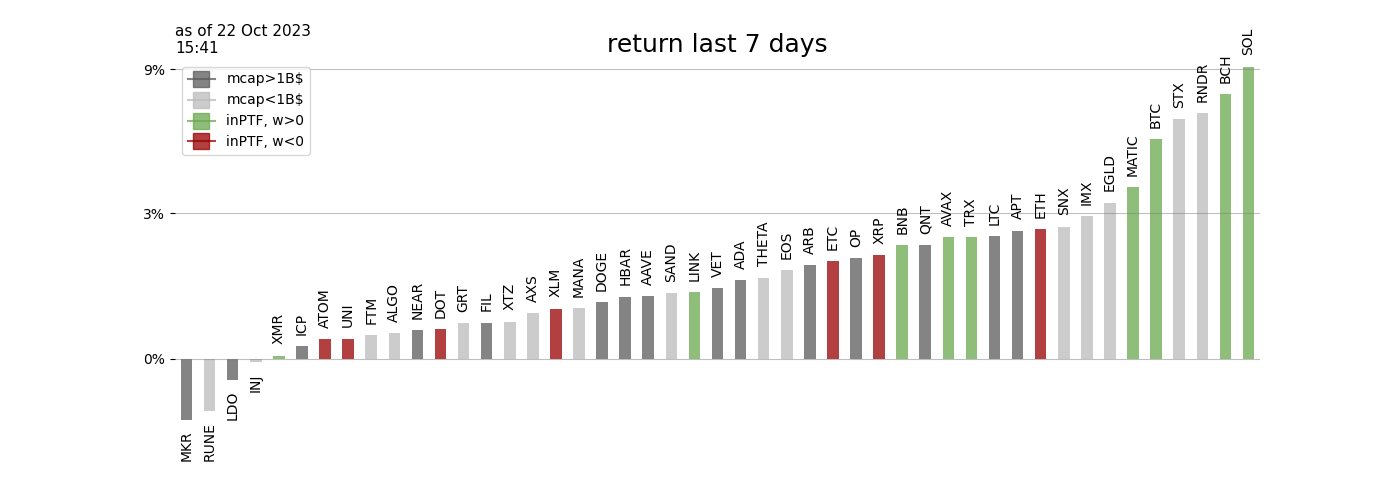 as of 22 Oct 2023
15:41
return last 7 days
9%
3%
0%
mcap>1B$
mcap<1B$
inPTF, w>0
inPTF, w<0
MKR
RUNE
LDO
INJ
XMR
ICP
ATOM
UNI
FTM
ALGO
NEAR
DOT
GRT
FIL
XTZ
AXS
XLM
MANA
DOGE
HBAR
AAVE
SAND
LINK
VET
ADA
THETA
EOS
ARB
ETC
OP
XRP
BNB
QNT
AVAX
TRX
LTC
APT
ETH
SNX
IMX
EGLD
MATIC
BTC
STX
RNDR
BCH
SOL